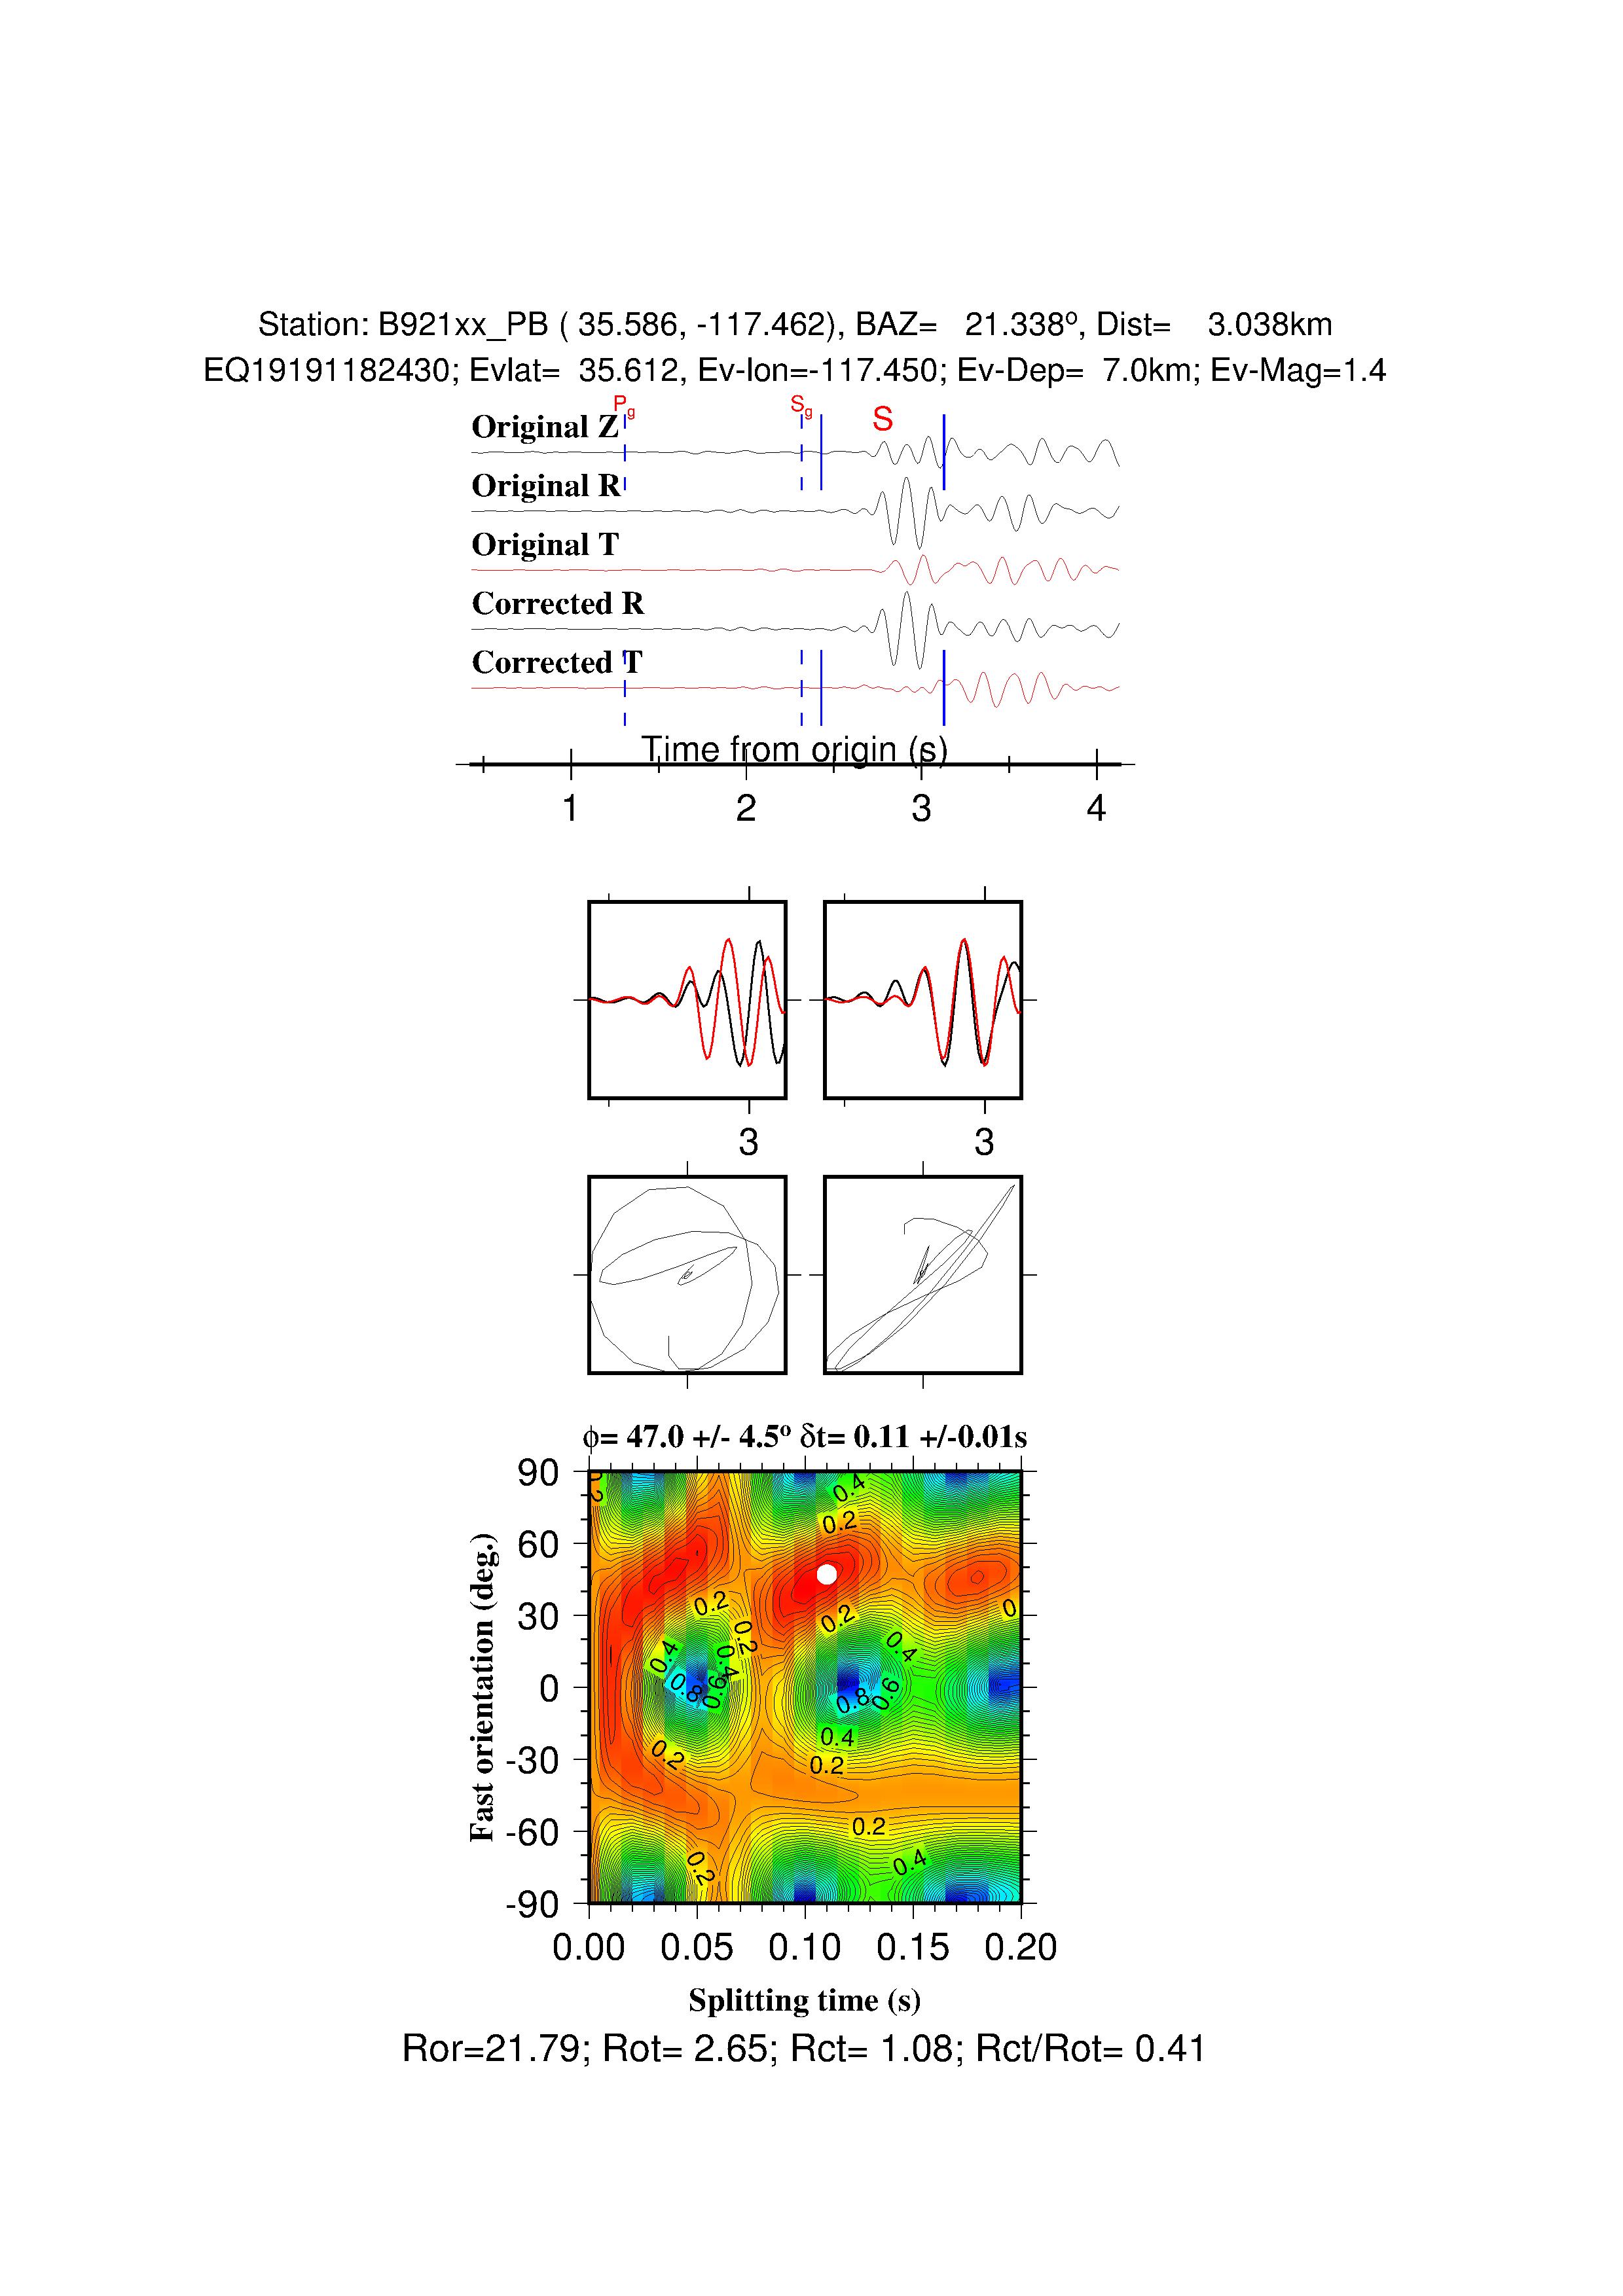 Station: B921xx_PB ( 35.586, -117.462), BAZ= 21.338º, Dist= 3.038km
EQ19191182430; Evlat= 35.612, Ev-lon=-117.450; Ev-Dep= 7.0km; Ev-Mag=1.4
Pg Sg S
Original Z
Original R
Original T
Corrected R
Corrected T
Time from origin (s)
1 2 3 4
3 3
ϕ= 47.0 +/- 4.5º δt= 0.11 +/-0.01s
Fast orientation (deg.)
90
60
30
0
-30
-60
-90
0.2 0.4
0.2
0.2 0.2 0
0.2 0.4 0.4 0.4
0.8 0.6 0.8 0.6
0.2 0.4
0.2
0.2
0.2 0.4
0.00 0.05 0.10 0.15 0.20
Splitting time (s)
Ror=21.79; Rot= 2.65; Rct= 1.08; Rct/Rot= 0.41